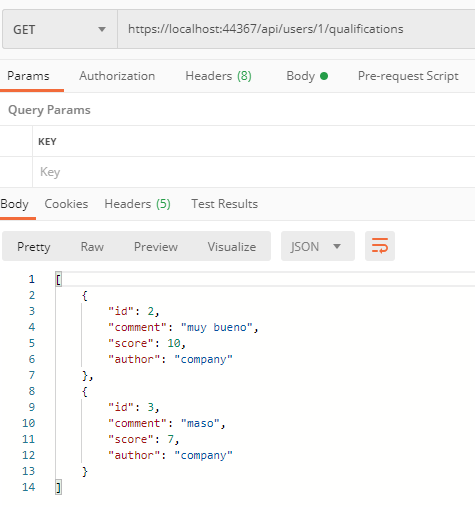 GET https://localhost:44367/api/users/1/qualifications
Params Authorization Headers (8) Body Pre-request Script
Query Params
KEY
Key
Body Cookies Headers (5) Test Results
Pretty Raw Preview Visualize JSON
1 [
2 {
3 "id": 2,
4 "comment": "muy bueno",
5 "score": 10,
6 "author": "company"
7 },
8 {
9 "id": 3,
10 "comment": "maso",
11 "score": 7,
12 "author": "company"
13 }
14 ]